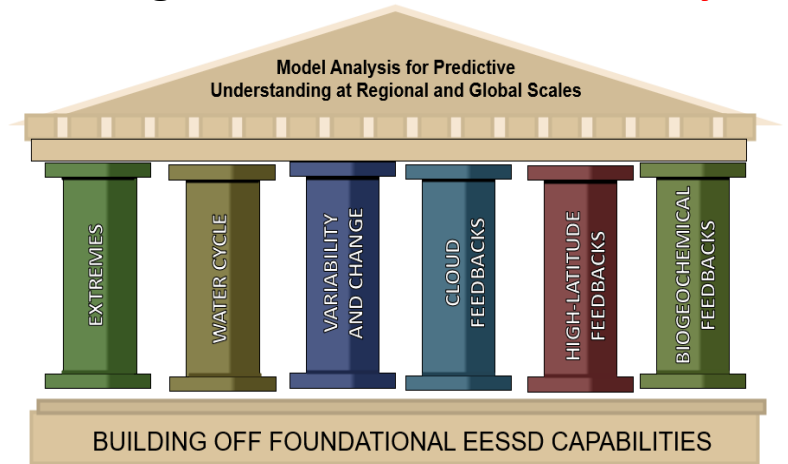 Model Analysis for Predictive
Understanding at Regional and Global Scales
EXTREMES
WATER CYCLE
VARIABILITY
AND CHANGE
CLOUD
FEEDBACKS
HIGH-LATITUDE
FEEDBACKS
BIOGEOCHEMICAL
FEEDBACKS
BUILDING OFF FOUNDATIONAL EESSD CAPABILITIES